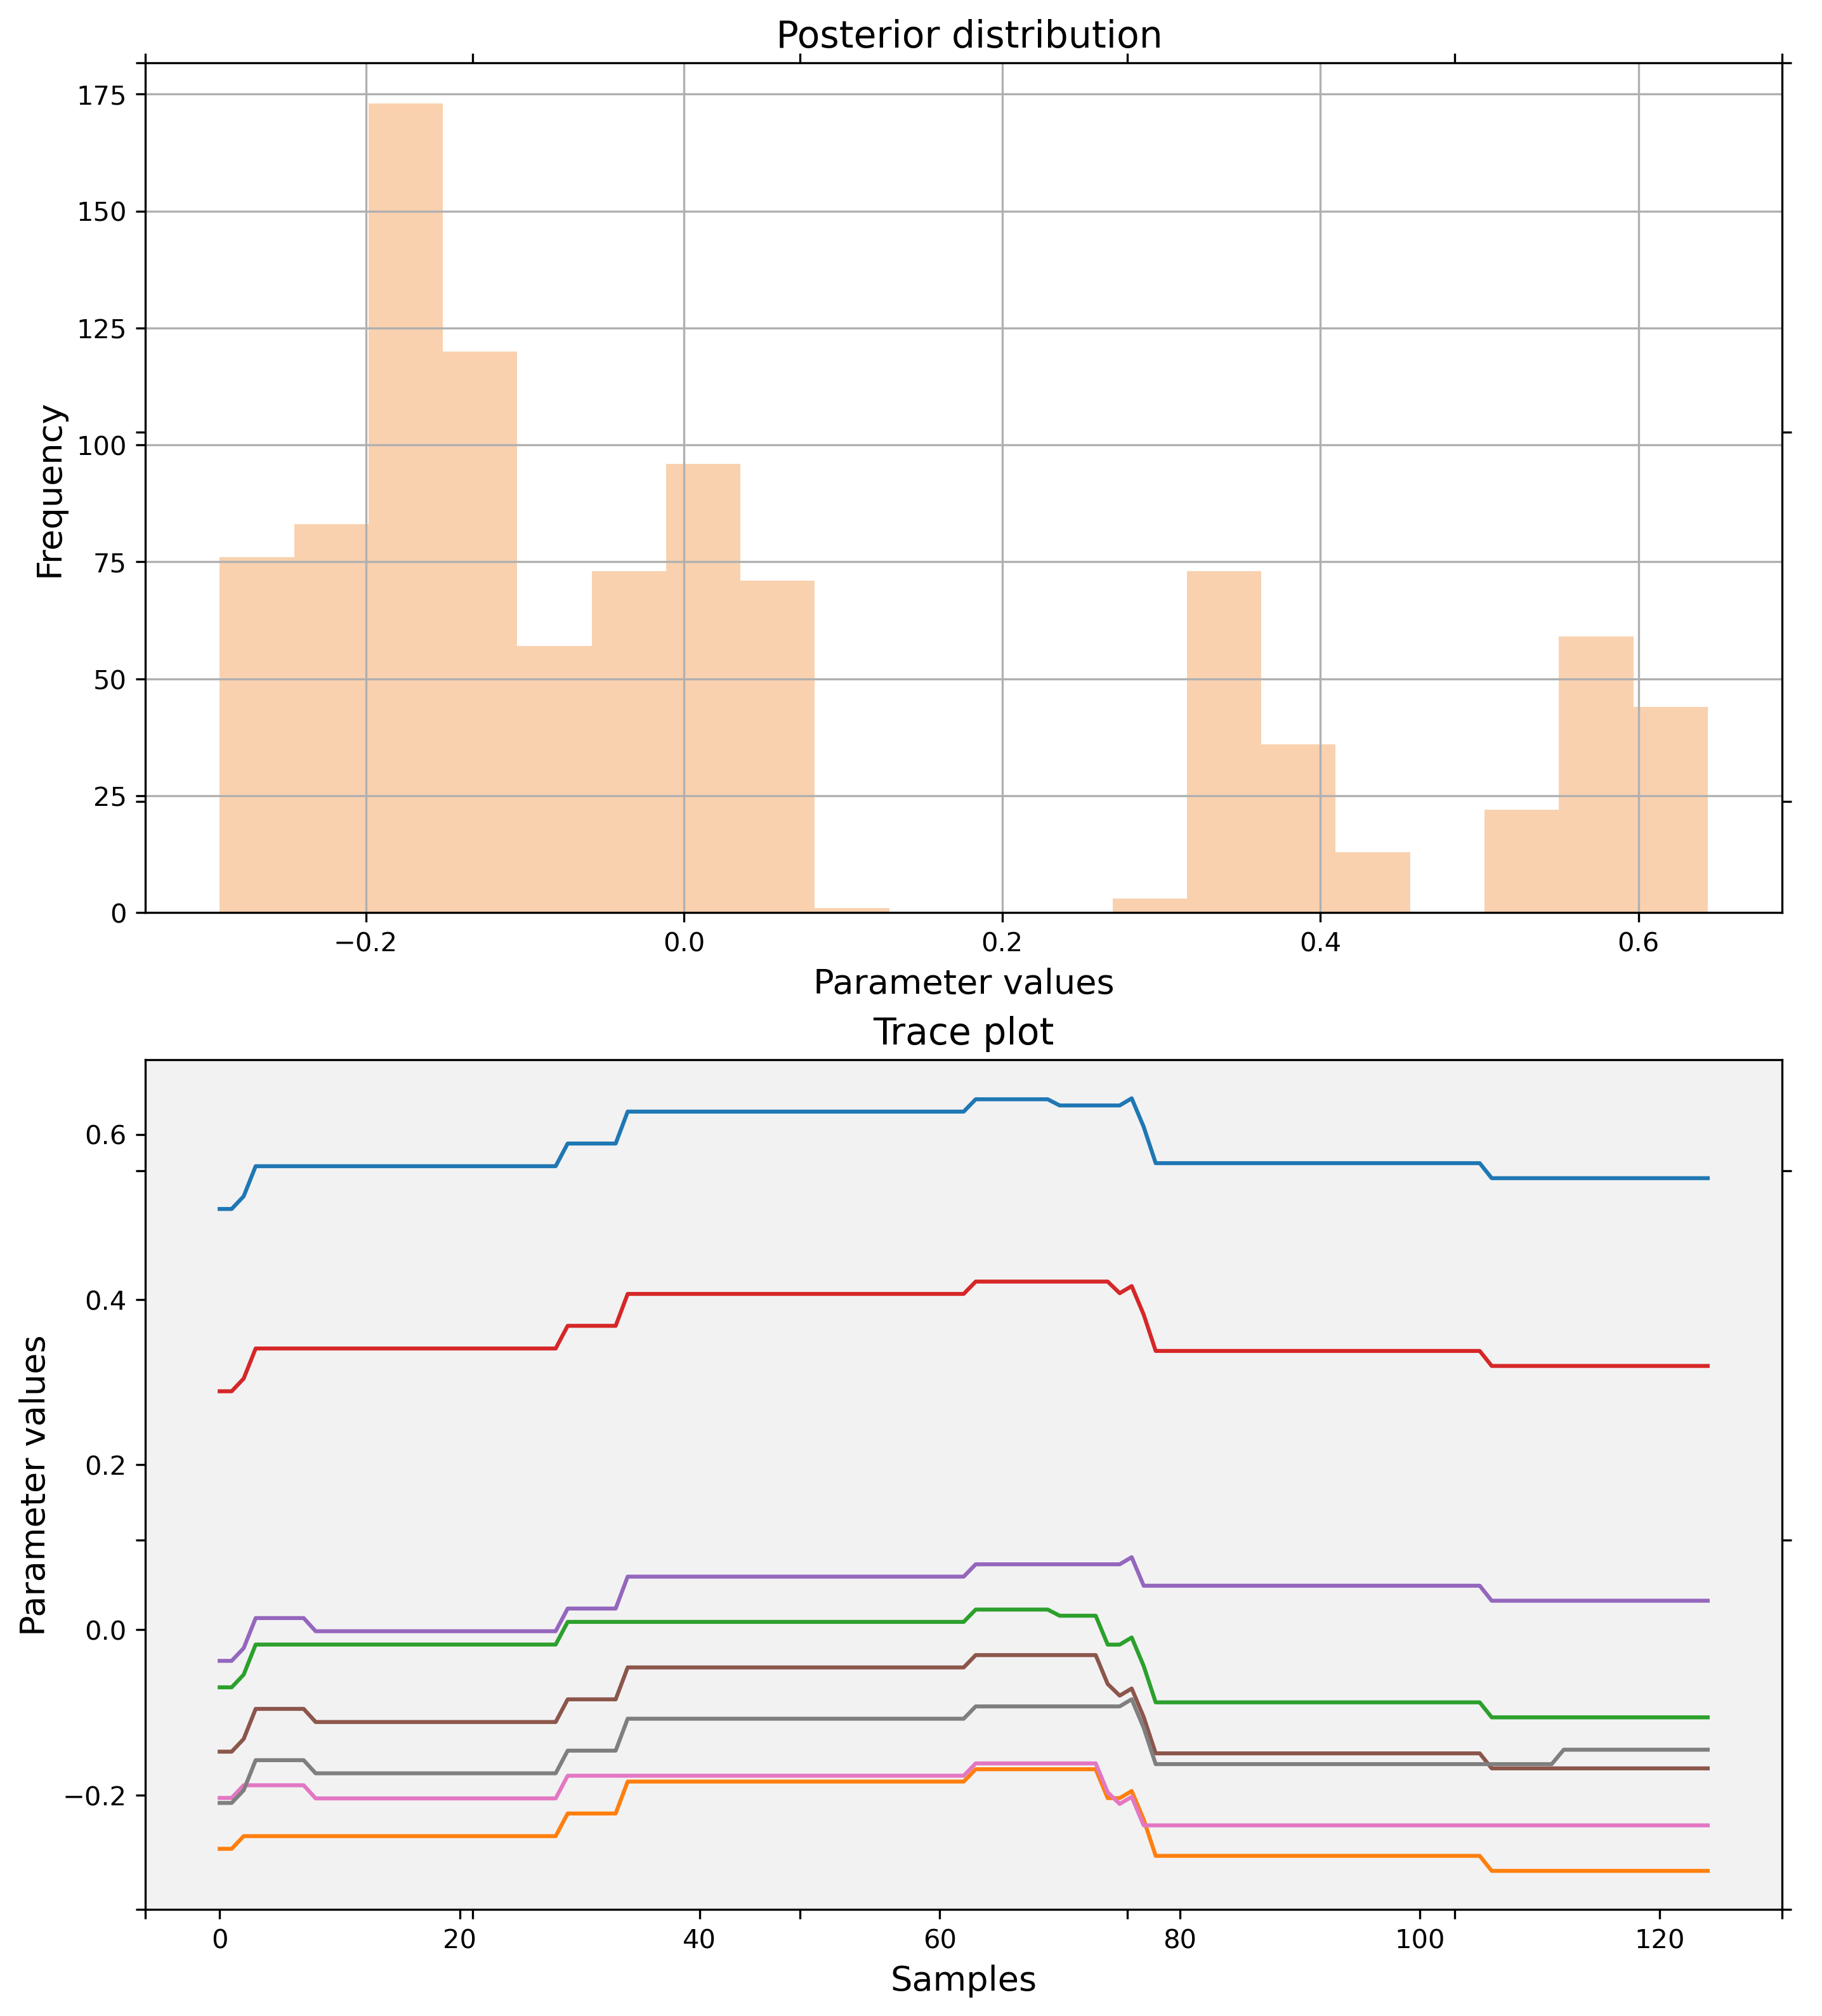 Posterior distribution
175
150
125
100
75
50
25
0
Frequency
−0.2 0.0 0.2 0.4 0.6
Parameter values
Trace plot
0.6
0.4
0.2
0.0
−0.2
Parameter values
0 20 40 60 80 100 120
Samples